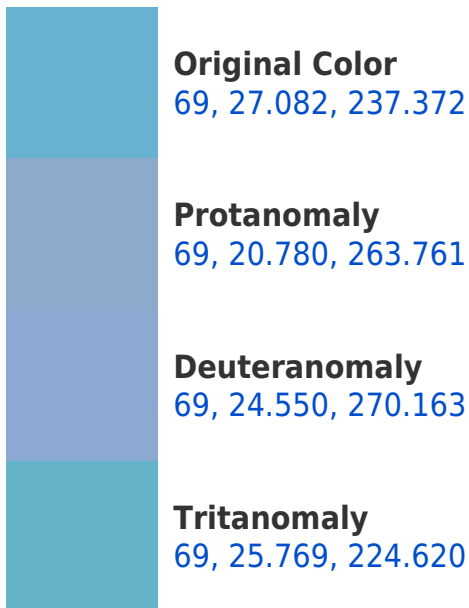 Original Color
69, 27.082, 237.372
Protanomaly
69, 20.780, 263.761
Deuteranomaly
69, 24.550, 270.163
Tritanomaly
69, 25.769, 224.620